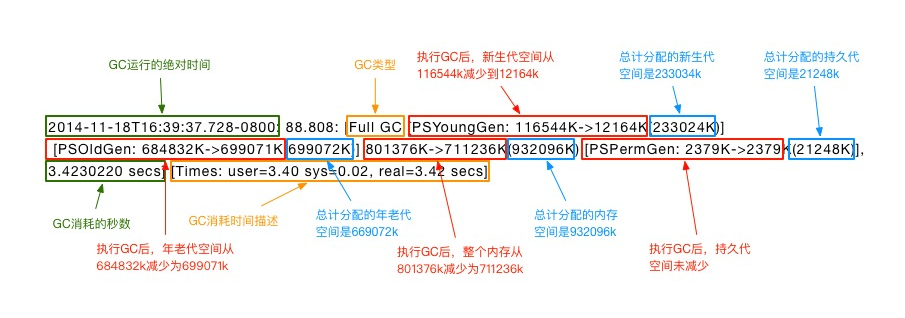 执行GC后，新生代空间从
116544k减少到12164k
总计分配的新生代
空间是233034k
总计分配的持久代
空间是21248k
GC运行的绝对时间
GC类型
2014-11-18T16:39:37.728-0800: 88.808: [Full GC [PSYoungGen: 116544K->12164K(233024K)]
[PSOldGen: 684832K->699071K(699072K)] 801376K->711236K(932096K) [PSPermGen: 2379K->2379K(21248K)],
3.4230220 secs] [Times: user=3.40 sys=0.02, real=3.42 secs]
GC消耗的秒数
GC消耗时间描述
总计分配的年老代
空间是669072k
总计分配的内存
空间是932096k
执行GC后，年老代空间从
684832k减少为699071k
执行GC后，整个内存从
801376k减少为711236k
执行GC后，持久代
空间未减少